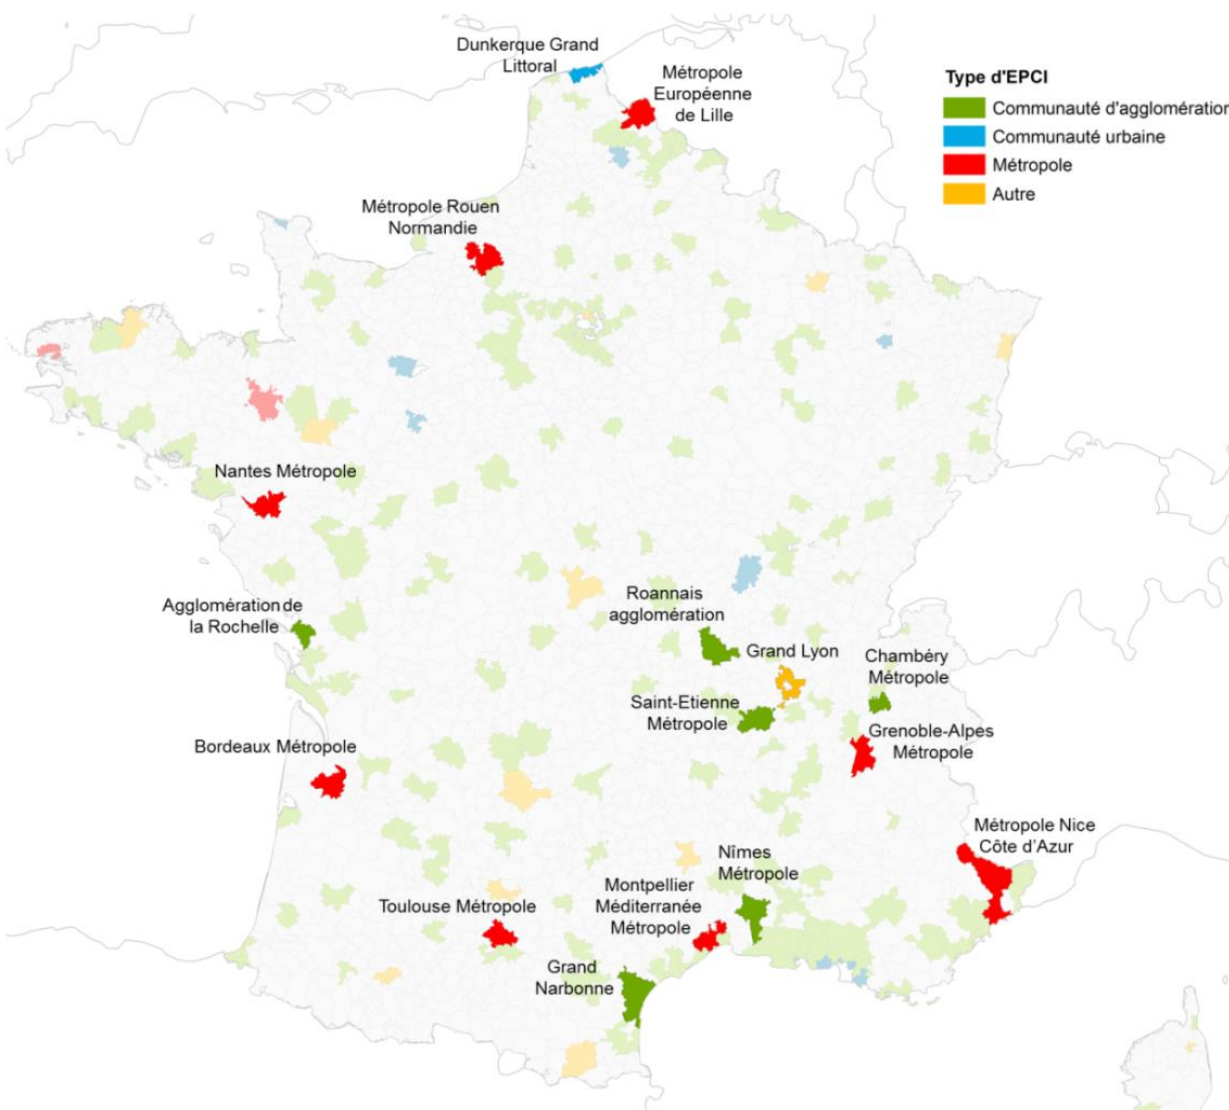 Dunkerque Grand
Littoral
Métropole
Européenne
de Lille
Type d'EPCI
Communauté d'agglomération
Communauté urbaine
Métropole
Autre
Métropole Rouen
Normandie
Nantes Métropole
Agglomération de
la Rochelle
Roannais
agglomération
Grand Lyon
Chambéry
Métropole
Saint-Etienne
Métropole
Grenoble-Alpes
Métropole
Bordeaux Métropole
Métropole Nice
Côte d'Azur
Nîmes
Métropole
Montpellier
Méditerranée
Métropole
Toulouse Métropole
Grand
Narbonne